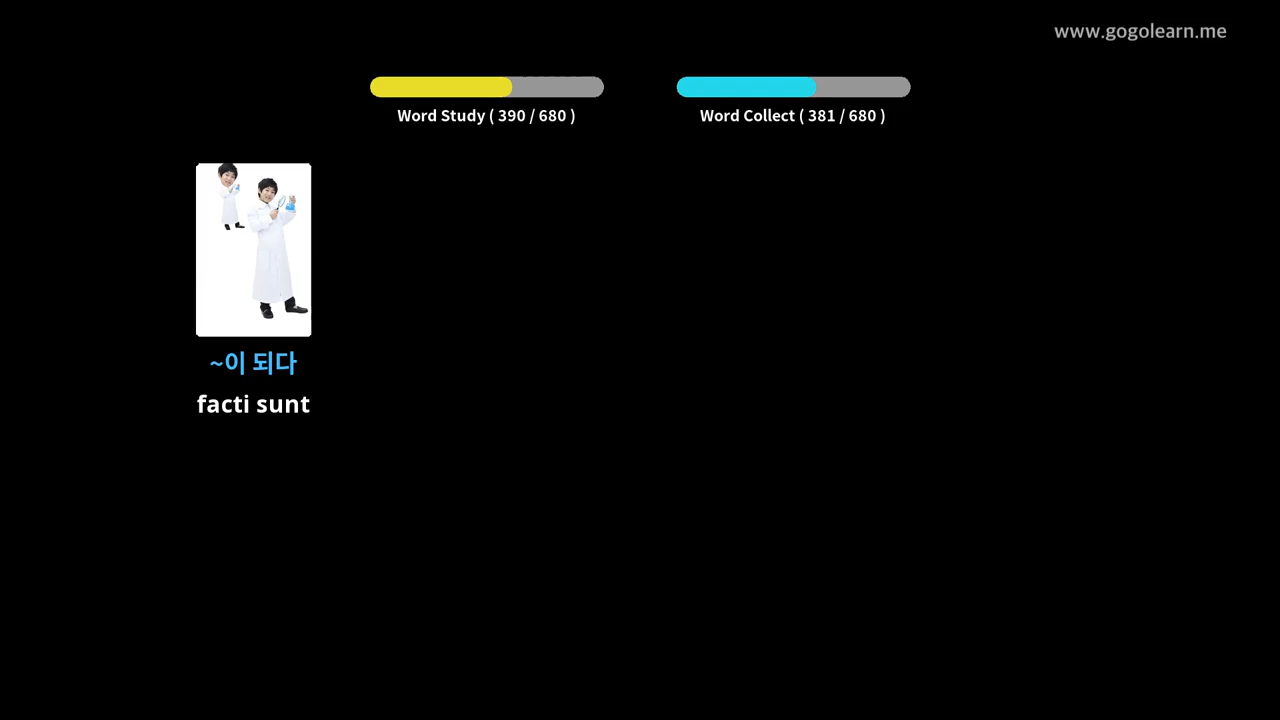 www.gogolearn.me
Word Study ( 390 / 680 )
Word Collect ( 381 / 680 )
~이 되다
facti sunt